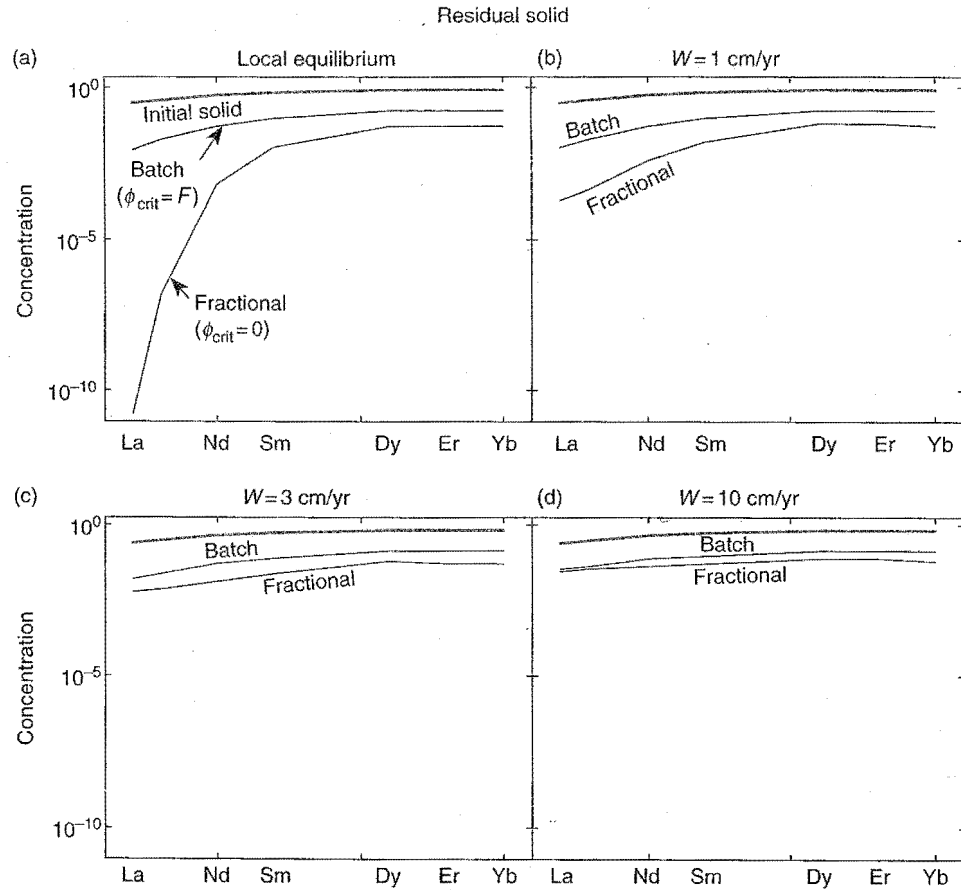 Residual solid
(a)
Local equilibrium
Concentration
10⁰
10⁻⁵
10⁻¹⁰
Initial solid
Batch
(ϕcrit = F)
Fractional
(ϕcrit = 0)
La Nd Sm Dy Er Yb
(b)
W = 1 cm/yr
Batch
Fractional
La Nd Sm Dy Er Yb
(c)
W = 3 cm/yr
Concentration
10⁰
10⁻⁵
10⁻¹⁰
Batch
Fractional
La Nd Sm Dy Er Yb
(d)
W = 10 cm/yr
Batch
Fractional
La Nd Sm Dy Er Yb